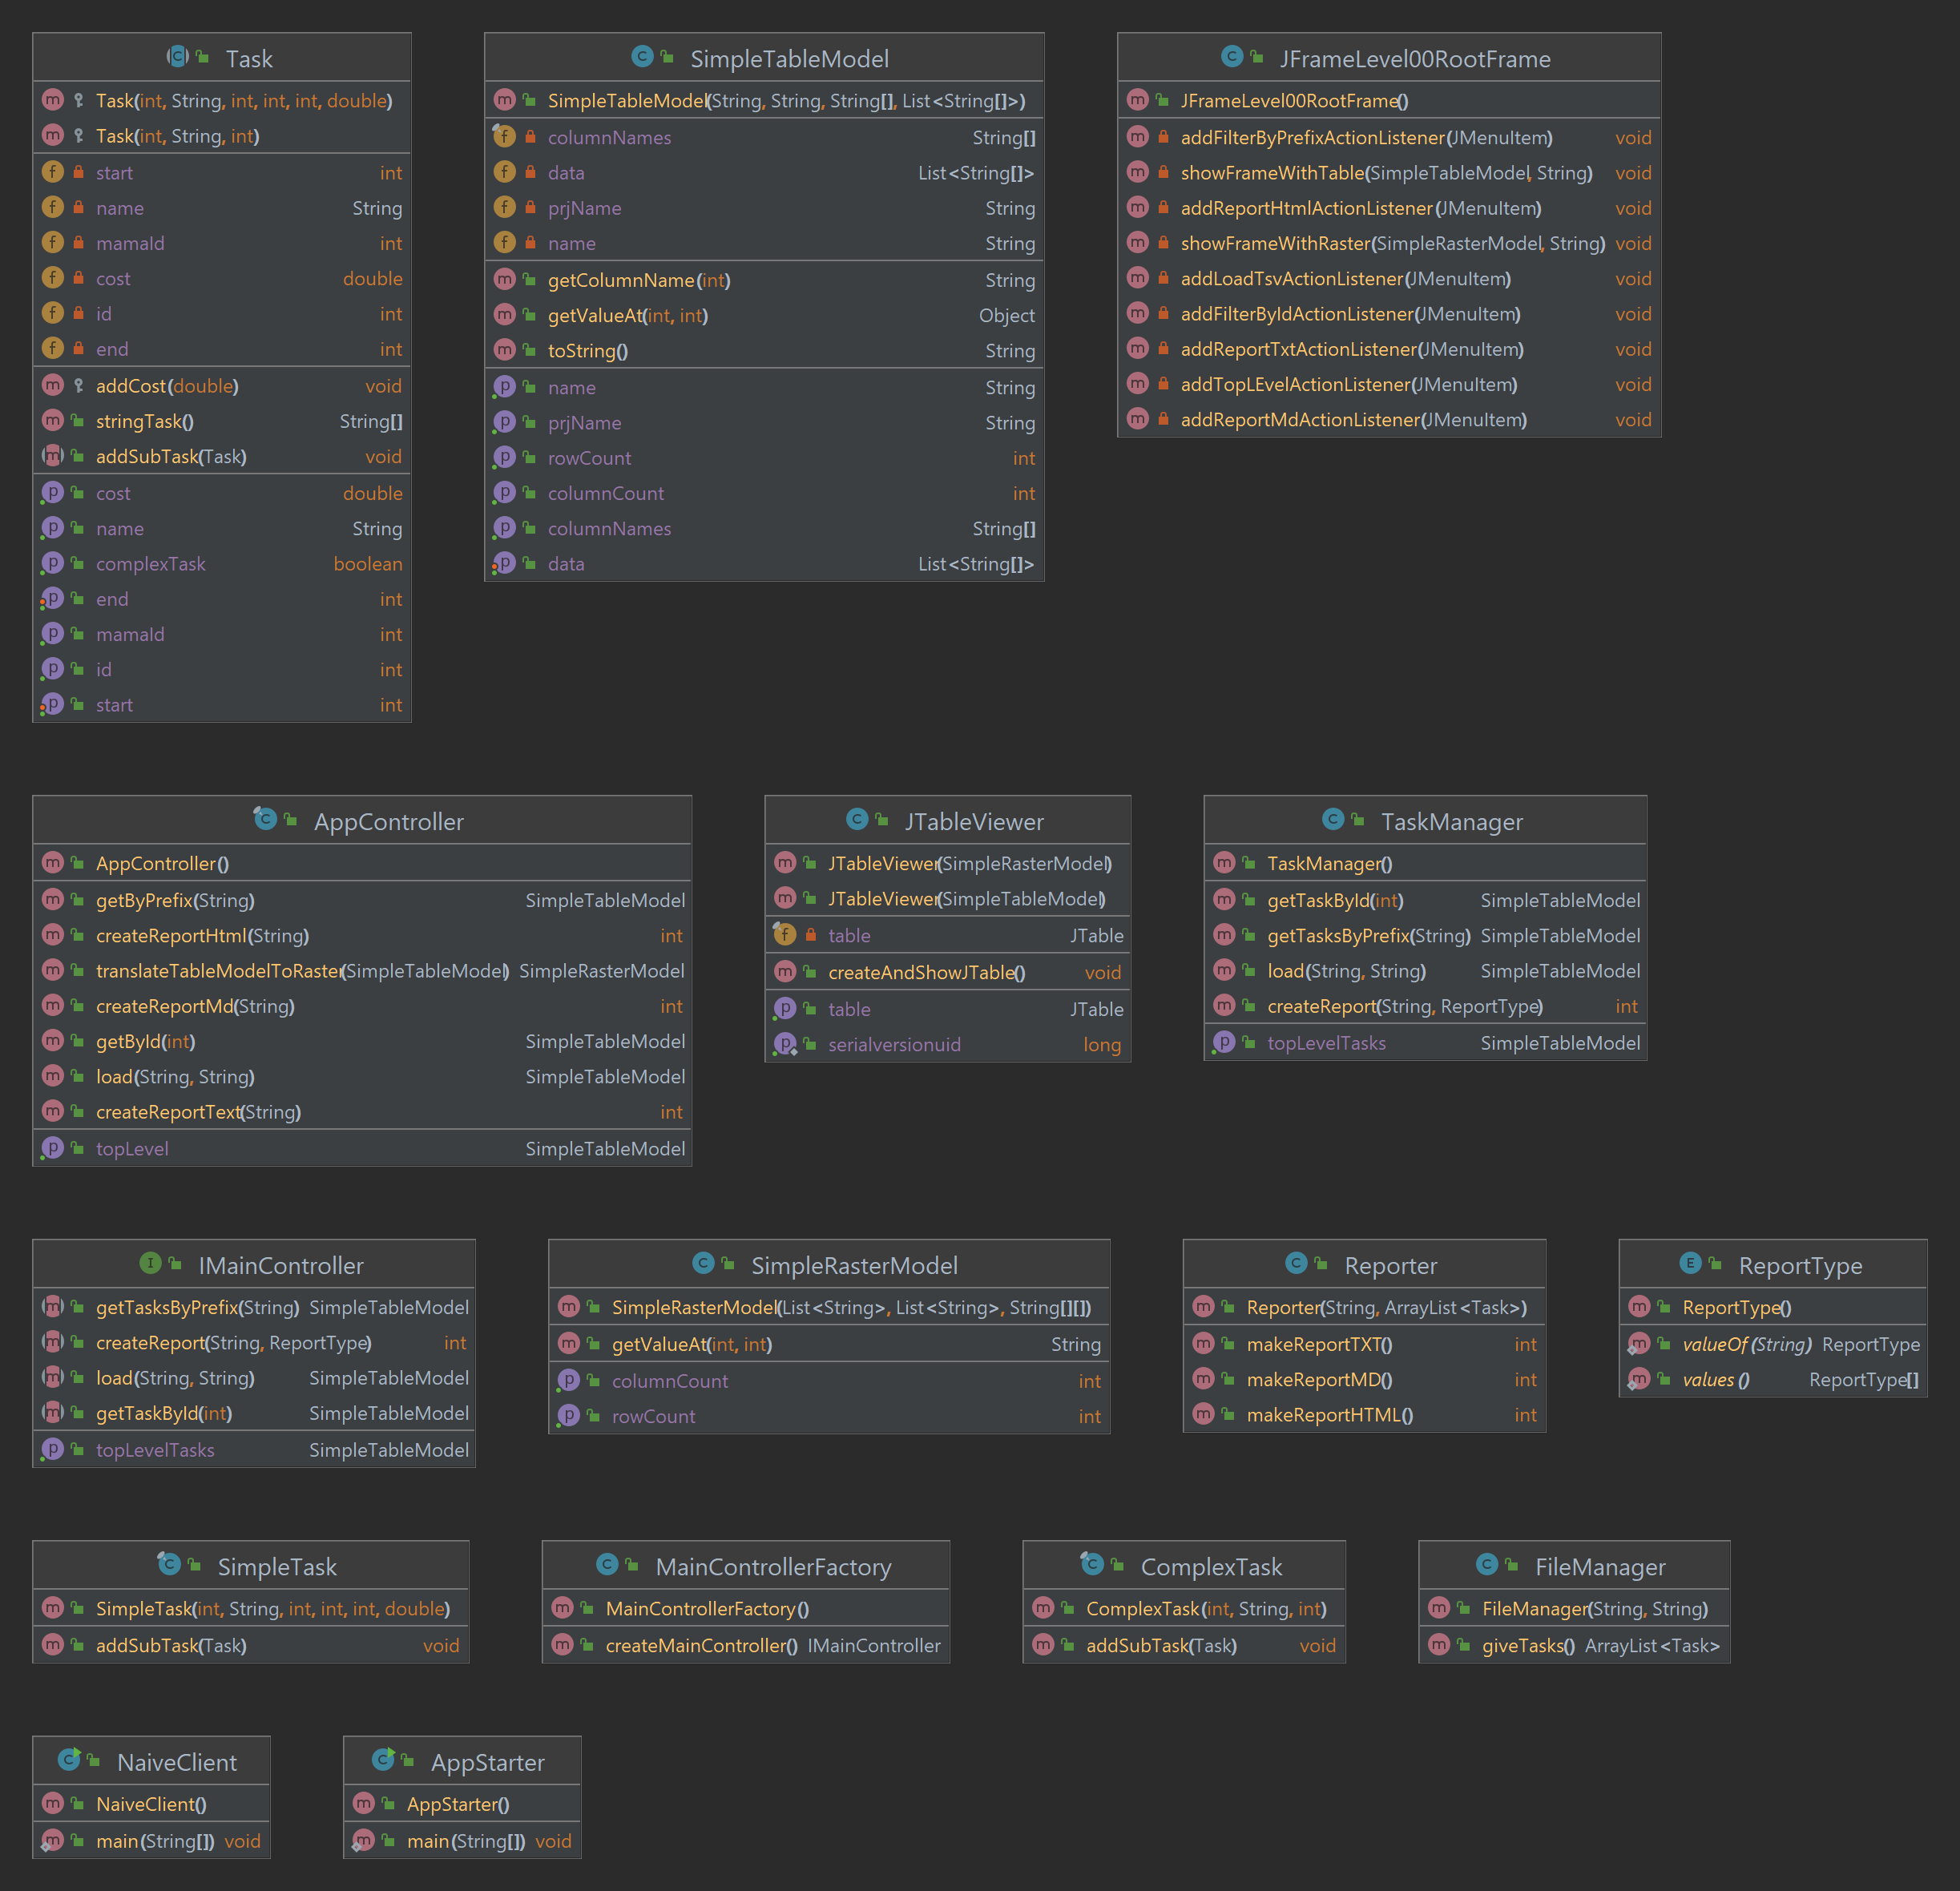 Task
Task(int, String, int, int, int, double)
Task(int, String, int)
start int
name String
mamaId int
cost double
id int
end int
addCost(double) void
stringTask() String[]
addSubTask(Task) void
cost double
name String
complexTask boolean
end int
mamaId int
id int
start int
SimpleTableModel
SimpleTableModel(String, String, String[], List<String[]>)
columnNames String[]
data List<String[]>
prjName String
name String
getColumnName(int) String
getValueAt(int, int) Object
toString() String
name String
prjName String
rowCount int
columnCount int
columnNames String[]
data List<String[]>
JFrameLevel00RootFrame
JFrameLevel00RootFrame()
addFilterByPrefixActionListener(JMenuItem) void
showFrameWithTable(SimpleTableModel, String) void
addReportHtmlActionListener(JMenuItem) void
showFrameWithRaster(SimpleRasterModel, String) void
addLoadTsvActionListener(JMenuItem) void
addFilterByIdActionListener(JMenuItem) void
addReportTxtActionListener(JMenuItem) void
addTopLEvelActionListener(JMenuItem) void
addReportMdActionListener(JMenuItem) void
AppController
AppController()
getByPrefix(String) SimpleTableModel
createReportHtml(String) int
translateTableModelToRaster(SimpleTableModel) SimpleRasterModel
createReportMd(String) int
getById(int) SimpleTableModel
load(String, String) SimpleTableModel
createReportText(String) int
topLevel SimpleTableModel
JTableViewer
JTableViewer(SimpleRasterModel)
JTableViewer(SimpleTableModel)
table JTable
createAndShowJTable() void
table JTable
serialversionuid long
TaskManager
TaskManager()
getTaskById(int) SimpleTableModel
getTasksByPrefix(String) SimpleTableModel
load(String, String) SimpleTableModel
createReport(String, ReportType) int
topLevelTasks SimpleTableModel
IMainController
getTasksByPrefix(String) SimpleTableModel
createReport(String, ReportType) int
load(String, String) SimpleTableModel
getTaskById(int) SimpleTableModel
topLevelTasks SimpleTableModel
SimpleRasterModel
SimpleRasterModel(List<String>, List<String>, String[][])
getValueAt(int, int) String
columnCount int
rowCount int
Reporter
Reporter(String, ArrayList<Task>)
makeReportTXT() int
makeReportMD() int
makeReportHTML() int
ReportType
ReportType()
valueOf(String) ReportType
values() ReportType[]
SimpleTask
SimpleTask(int, String, int, int, int, double)
addSubTask(Task) void
MainControllerFactory
MainControllerFactory()
createMainController() IMainController
ComplexTask
ComplexTask(int, String, int)
addSubTask(Task) void
FileManager
FileManager(String, String)
giveTasks() ArrayList<Task>
NaiveClient
NaiveClient()
main(String[]) void
AppStarter
AppStarter()
main(String[]) void